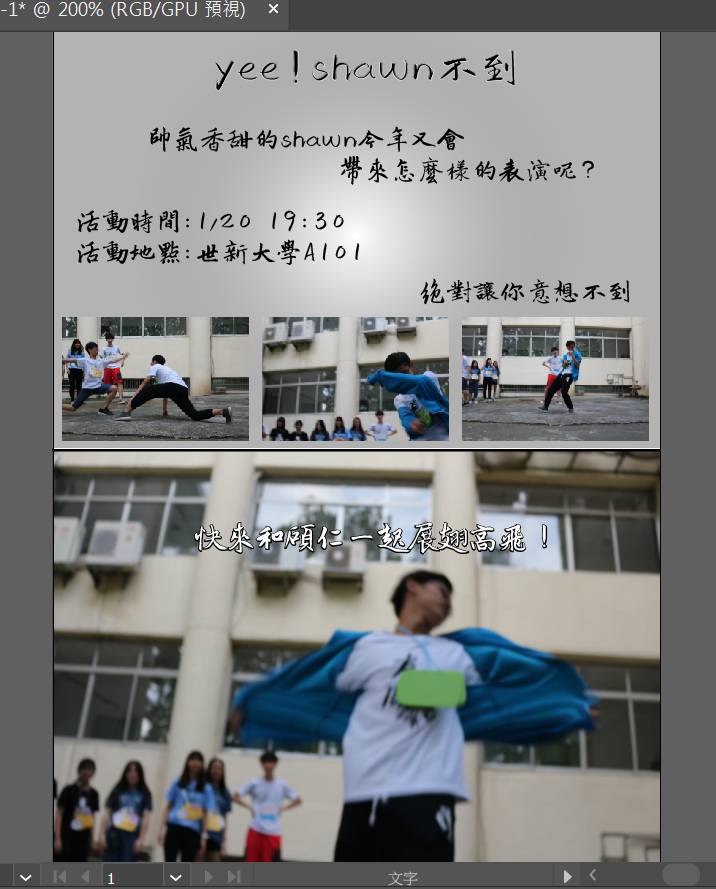 -1* @ 200% (RGB/GPU 預視) ×
yee!shawn不到
帥氣香甜的shawn今年又會
帶來怎麼樣的表演呢?
活動時間:1/20 19:30
活動地點:世新大學A101
絕對讓你意想不到
快來和頎仁一起展翅高飛!
1
文字